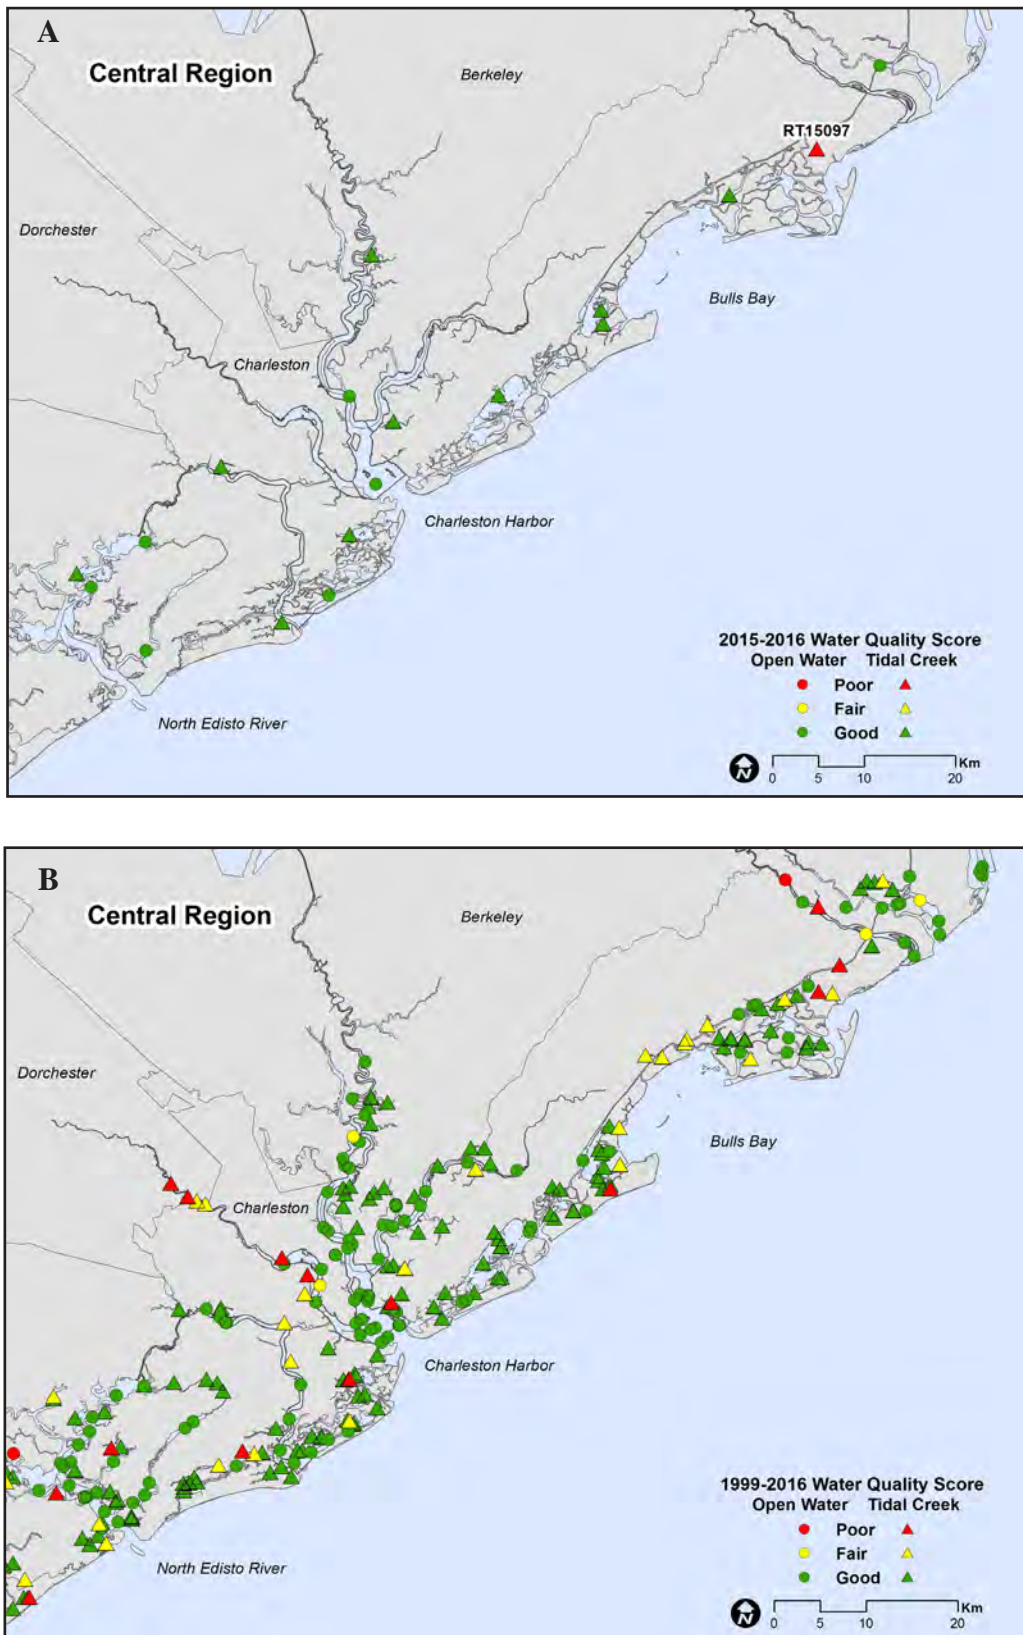 A
Central Region
Berkeley
RT15097
Dorchester
Bulls Bay
Charleston
Charleston Harbor
2015-2016 Water Quality Score
Open Water Tidal Creek
Poor
Fair
Good
North Edisto River
N
0 5 10 20
Km
B
Central Region
Berkeley
Dorchester
Bulls Bay
Charleston
Charleston Harbor
1999-2016 Water Quality Score
Open Water Tidal Creek
Poor
Fair
Good
North Edisto River
N
0 5 10 20
Km